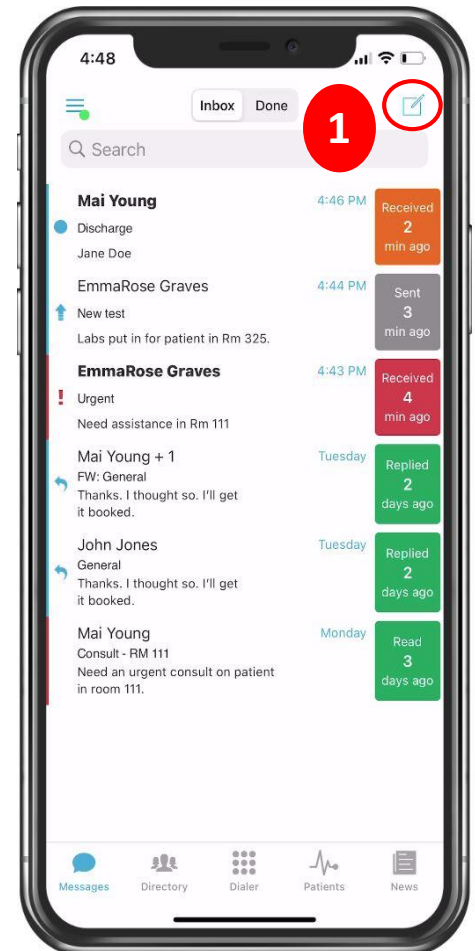 4:48
Inbox Done
1
Search
Mai Young 4:46 PM
Discharge
Jane Doe
Received
2
min ago
EmmaRose Graves 4:44 PM
New test
Labs put in for patient in Rm 325.
Sent
3
min ago
EmmaRose Graves 4:43 PM
Urgent
Need assistance in Rm 111
Received
4
min ago
Mai Young + 1 Tuesday
FW: General
Thanks. I thought so. I'll get
it booked.
Replied
2
days ago
John Jones Tuesday
General
Thanks. I thought so. I'll get
it booked.
Replied
2
days ago
Mai Young Monday
Consult - RM 111
Need an urgent consult on patient
in room 111.
Read
3
days ago
Messages Directory Dialer Patients News